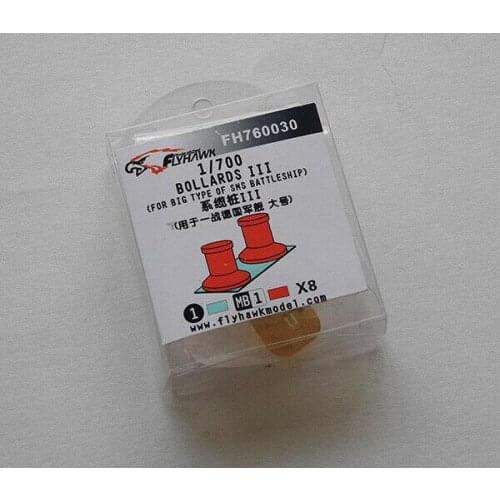 FLYHAWK
FH760030
1/700
BOLLARDS III
(FOR BIG TYPE OF SMS BATTLESHIP)
系缆桩III
(用于一战德国军舰 大号)
1 MB 1 X8
www.flyhawkmodel.com